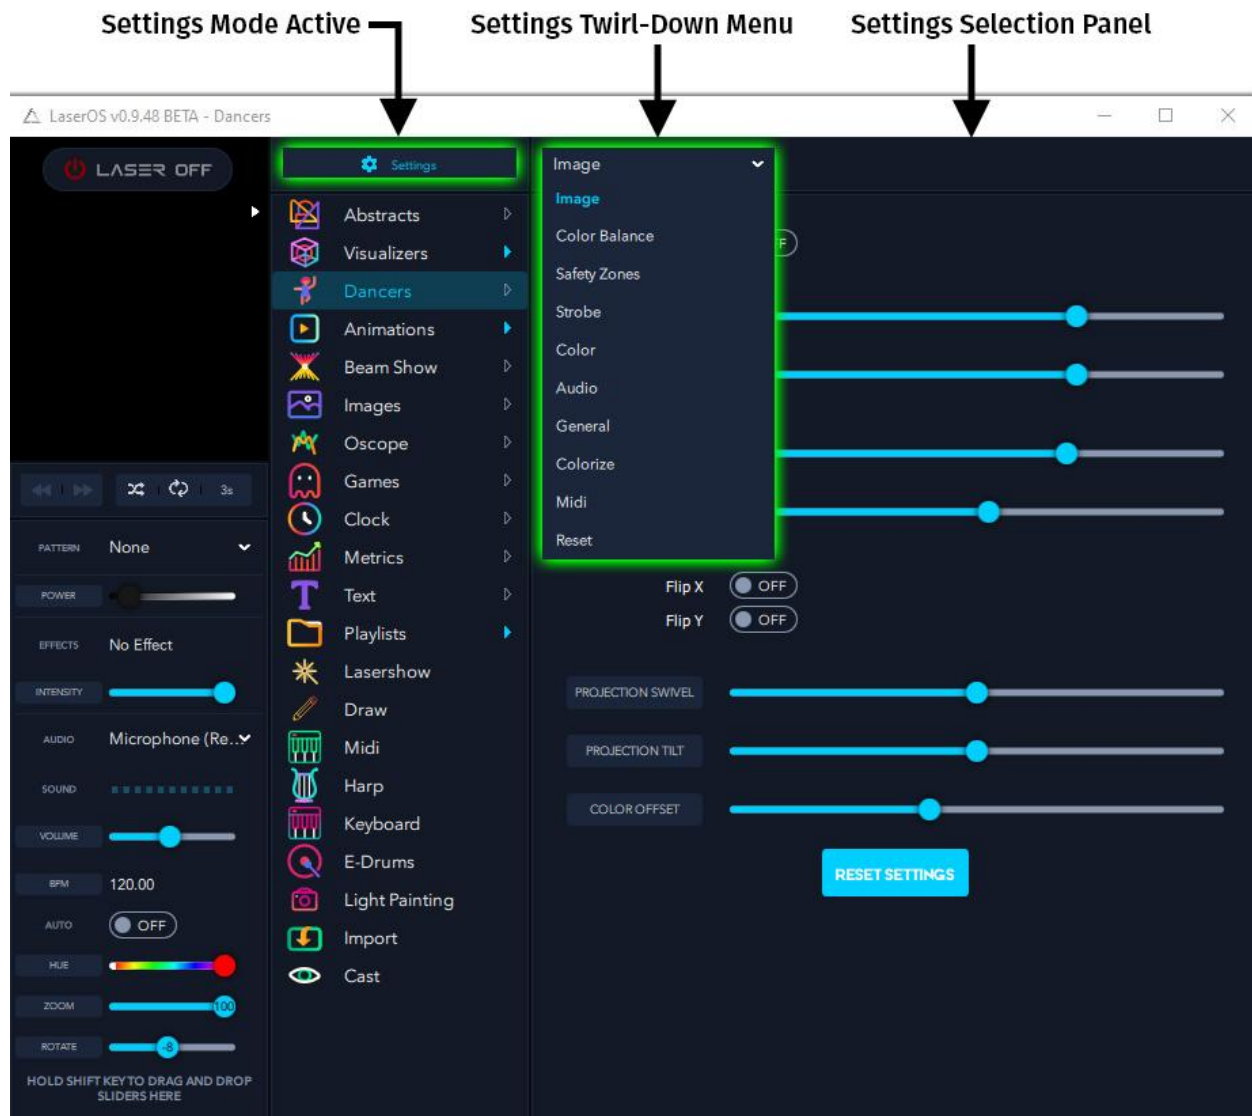 Settings Mode Active
Settings Twirl-Down Menu
Settings Selection Panel
LaserOS v0.9.48 BETA - Dancers
LASER OFF
3s
PATTERN None
POWER
EFFECTS No Effect
INTENSITY
AUDIO Microphone (Re...
SOUND
VOLUME
BPM 120.00
AUTO OFF
HUE
ZOOM 100
ROTATE -8
HOLD SHIFT KEY TO DRAG AND DROP
SLIDERS HERE
Settings
Abstracts
Visualizers
Dancers
Animations
Beam Show
Images
Oscope
Games
Clock
Metrics
Text
Playlists
Lasershow
Draw
Midi
Harp
Keyboard
E-Drums
Light Painting
Import
Cast
Image
Image
Color Balance
Safety Zones
Strobe
Color
Audio
General
Colorize
Midi
Reset
Flip X OFF
Flip Y OFF
PROJECTION SWIVEL
PROJECTION TILT
COLOR OFFSET
RESET SETTINGS